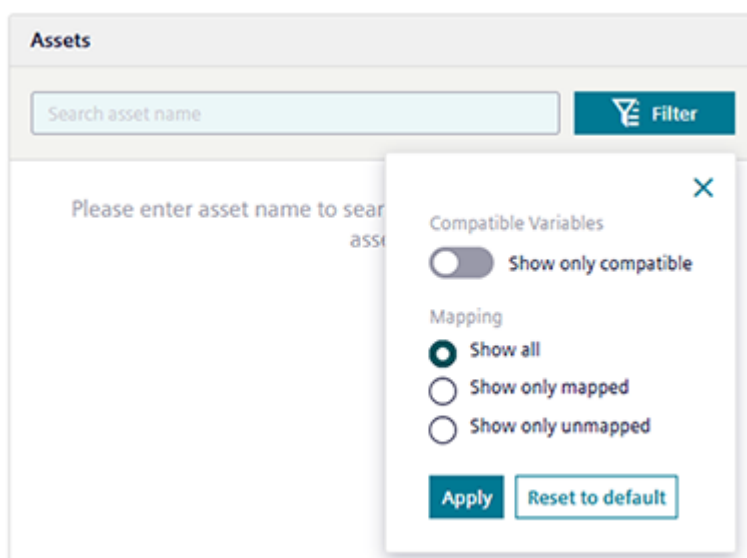 Assets
Search asset name
Filter
Please enter asset name to sear
Compatible Variables
Show only compatible
Mapping
Show all
Show only mapped
Show only unmapped
Apply
Reset to default